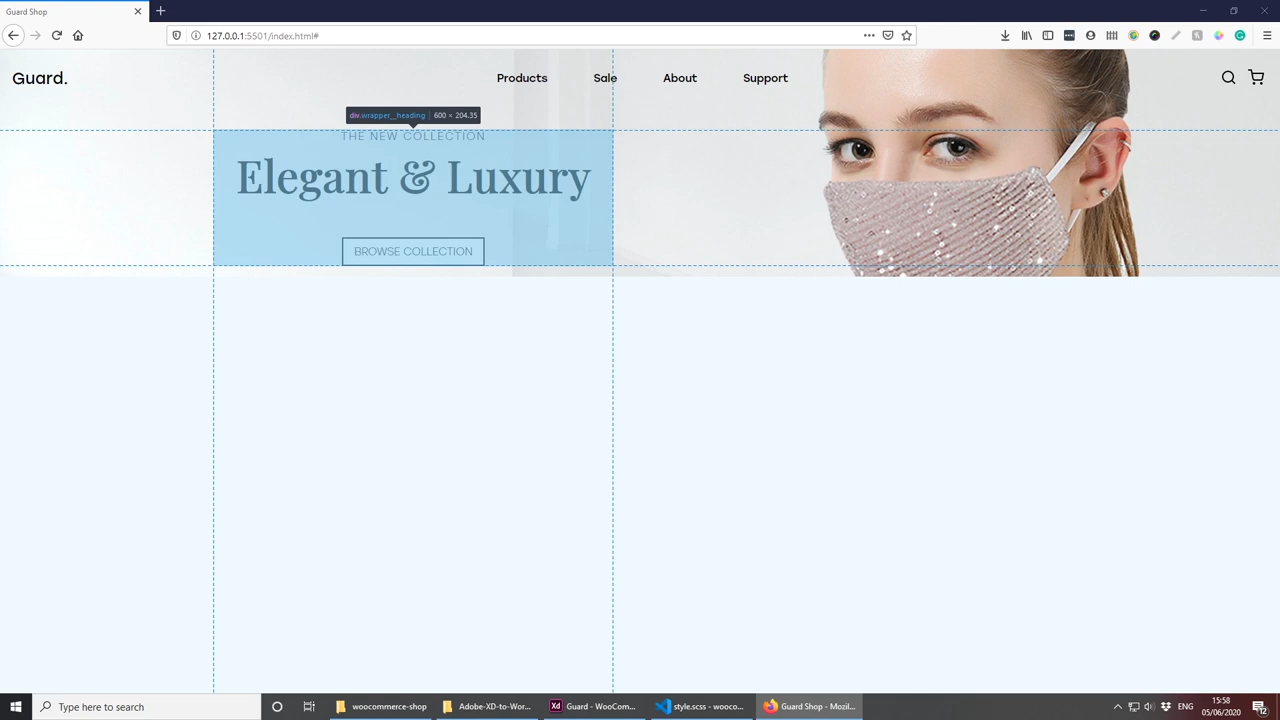 Guard Shop
127.0.0.1:5501/index.html#
Guard.
Products
Sale
About
Support
div.wrapper__heading
600 × 204.35
THE NEW COLLECTION
Elegant & Luxury
BROWSE COLLECTION
Type here to search
woocommerce-shop
Adobe-XD-to-Wor...
Xd
Guard - WooCom...
style.scss - wooco...
Guard Shop - Mozil...
ENG
15:58
05/06/2020
12